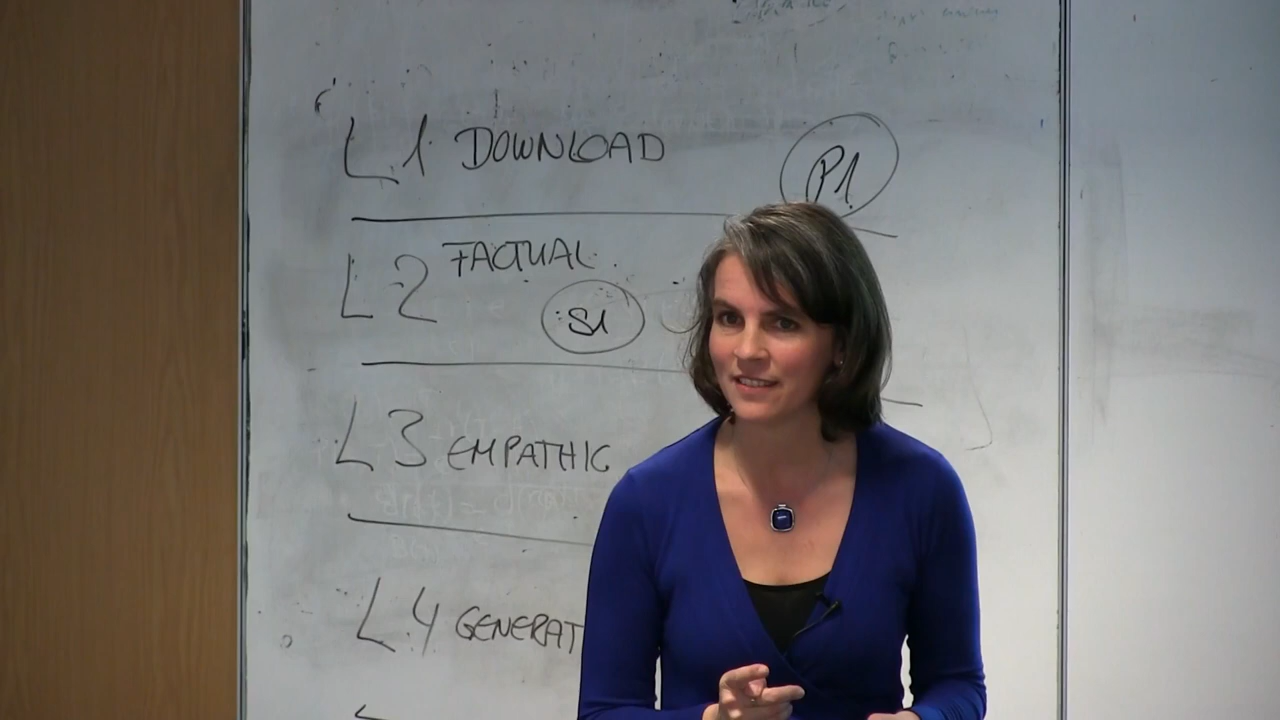 L1 DOWNLOAD
P1
L2 FACTUAL
S1
L3 EMPATHIC
L4 GENERAT